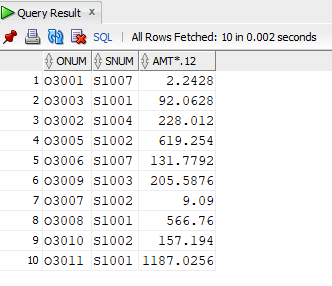 Query Result x
SQL | All Rows Fetched: 10 in 0.002 seconds
ONUM SNUM AMT*.12
1 O3001 S1007 2.2428
2 O3003 S1001 92.0628
3 O3002 S1004 228.012
4 O3005 S1002 619.254
5 O3006 S1007 131.7792
6 O3009 S1003 205.5876
7 O3007 S1002 9.09
8 O3008 S1001 566.76
9 O3010 S1002 157.194
10 O3011 S1001 1187.0256